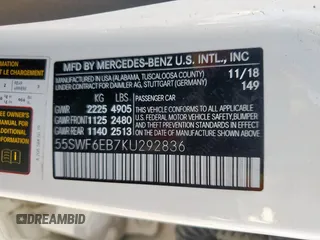 MFD BY MERCEDES-BENZ U.S. INTL., INC
MANUFACTURED IN USA (ALABAMA, TUSCALOOSA COUNTY)
UNDER CONTRACT FOR DAIMLER AG, STUTTGART (GERMANY)
11/18
149
KG LBS
GVWR 2225 4905
GAWR FRONT 1125 2480
GAWR REAR 1140 2513
PASSENGER CAR
THIS VEHICLE CONFORMS TO ALL APPLICABLE
U.S. FEDERAL MOTOR VEHICLE SAFETY, BUMPER
AND THEFT PREVENTION STANDARDS IN EFFECT
ON THE DATE OF MANUFACTURE SHOWN ABOVE.
55SWF6EB7KU292836
©DREAMBID
DREAMBID.COM